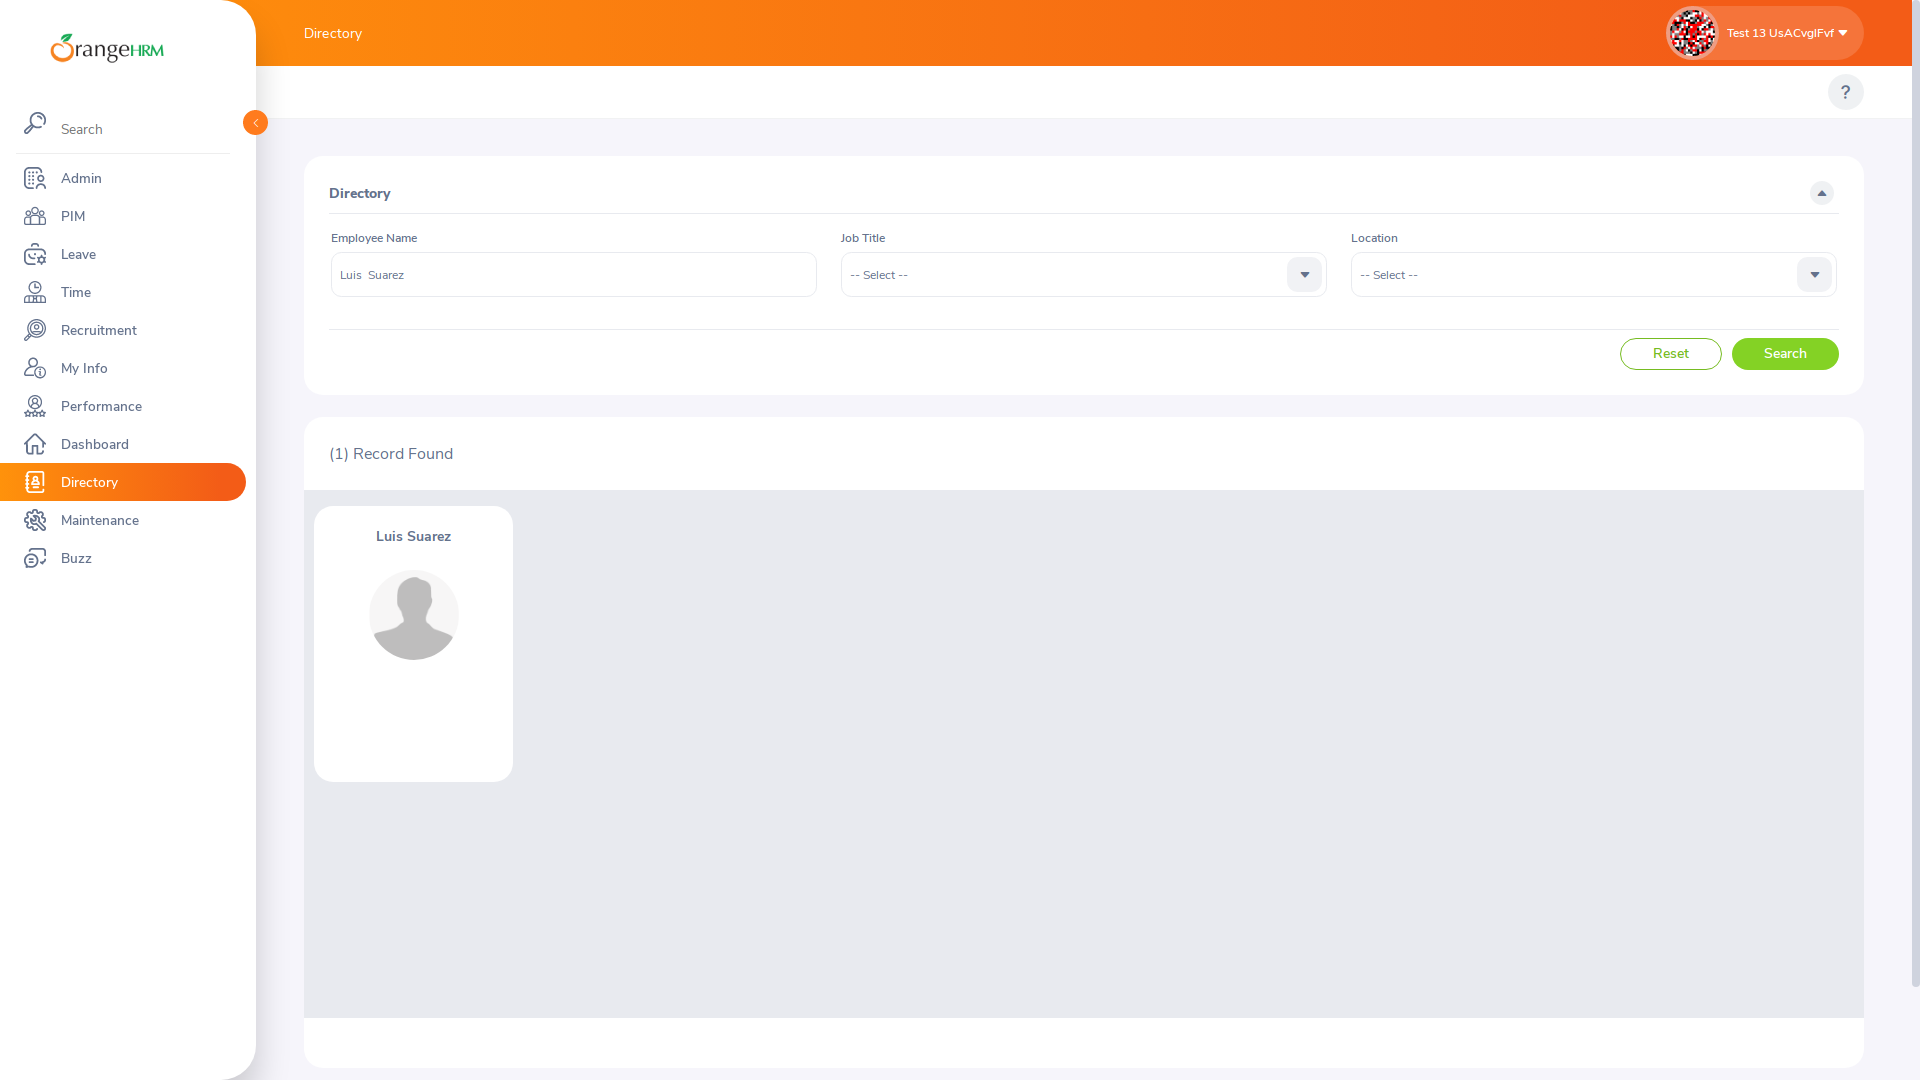 OrangeHRM
Directory
Test 13 UsACvglFvf
Search
?
Admin
PIM
Leave
Time
Recruitment
My Info
Performance
Dashboard
Directory
Maintenance
Buzz
Directory
Employee Name
Job Title
Location
Luis  Suarez
-- Select --
-- Select --
Reset
Search
(1) Record Found
Luis Suarez